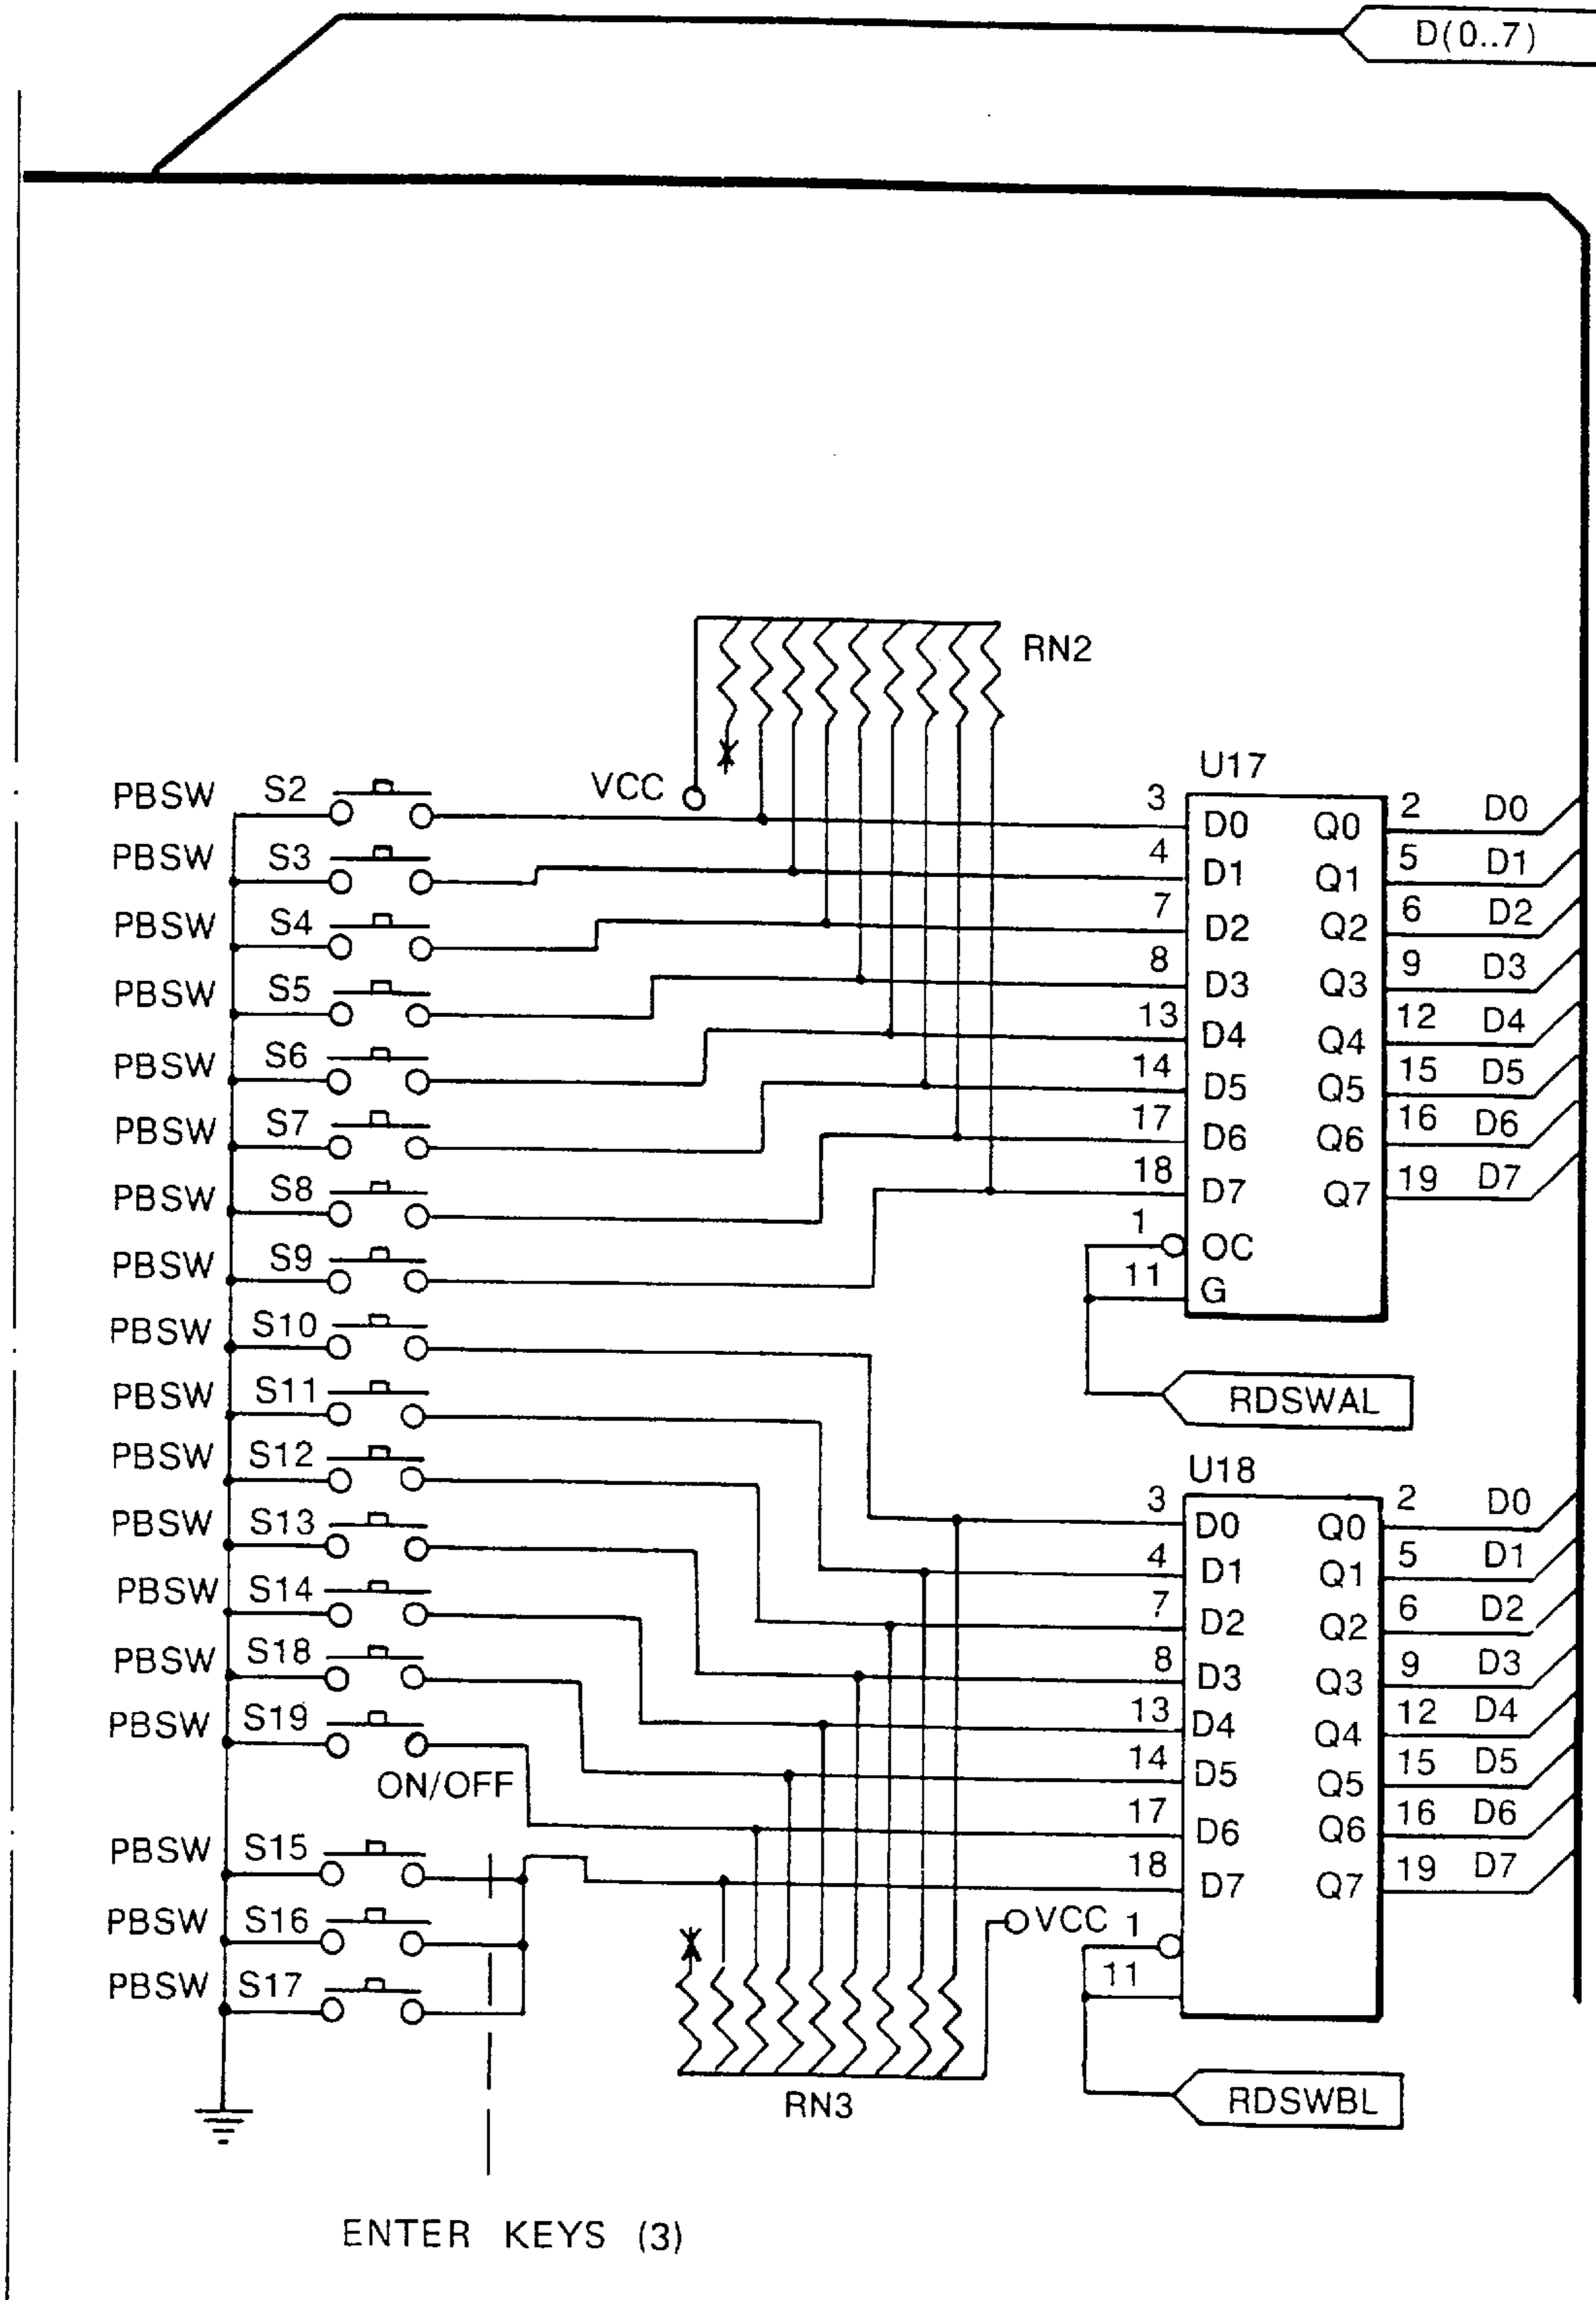 D(0..7)
RN2
VCC
U17
PBSW S2 3 D0 Q0 2 D0
PBSW S3 4 D1 Q1 5 D1
PBSW S4 7 D2 Q2 6 D2
PBSW S5 8 D3 Q3 9 D3
PBSW S6 13 D4 Q4 12 D4
PBSW S7 14 D5 Q5 15 D5
PBSW S8 17 D6 Q6 16 D6
PBSW S9 18 D7 Q7 19 D7
1 OC
11 G
RDSWAL
U18
PBSW S10 3 D0 Q0 2 D0
PBSW S11 4 D1 Q1 5 D1
PBSW S12 7 D2 Q2 6 D2
PBSW S13 8 D3 Q3 9 D3
PBSW S14 13 D4 Q4 12 D4
PBSW S18 14 D5 Q5 15 D5
PBSW S19 17 D6 Q6 16 D6
ON/OFF
PBSW S15 18 D7 Q7 19 D7
PBSW S16 VCC 1
PBSW S17 11
RN3
RDSWBL
ENTER KEYS (3)